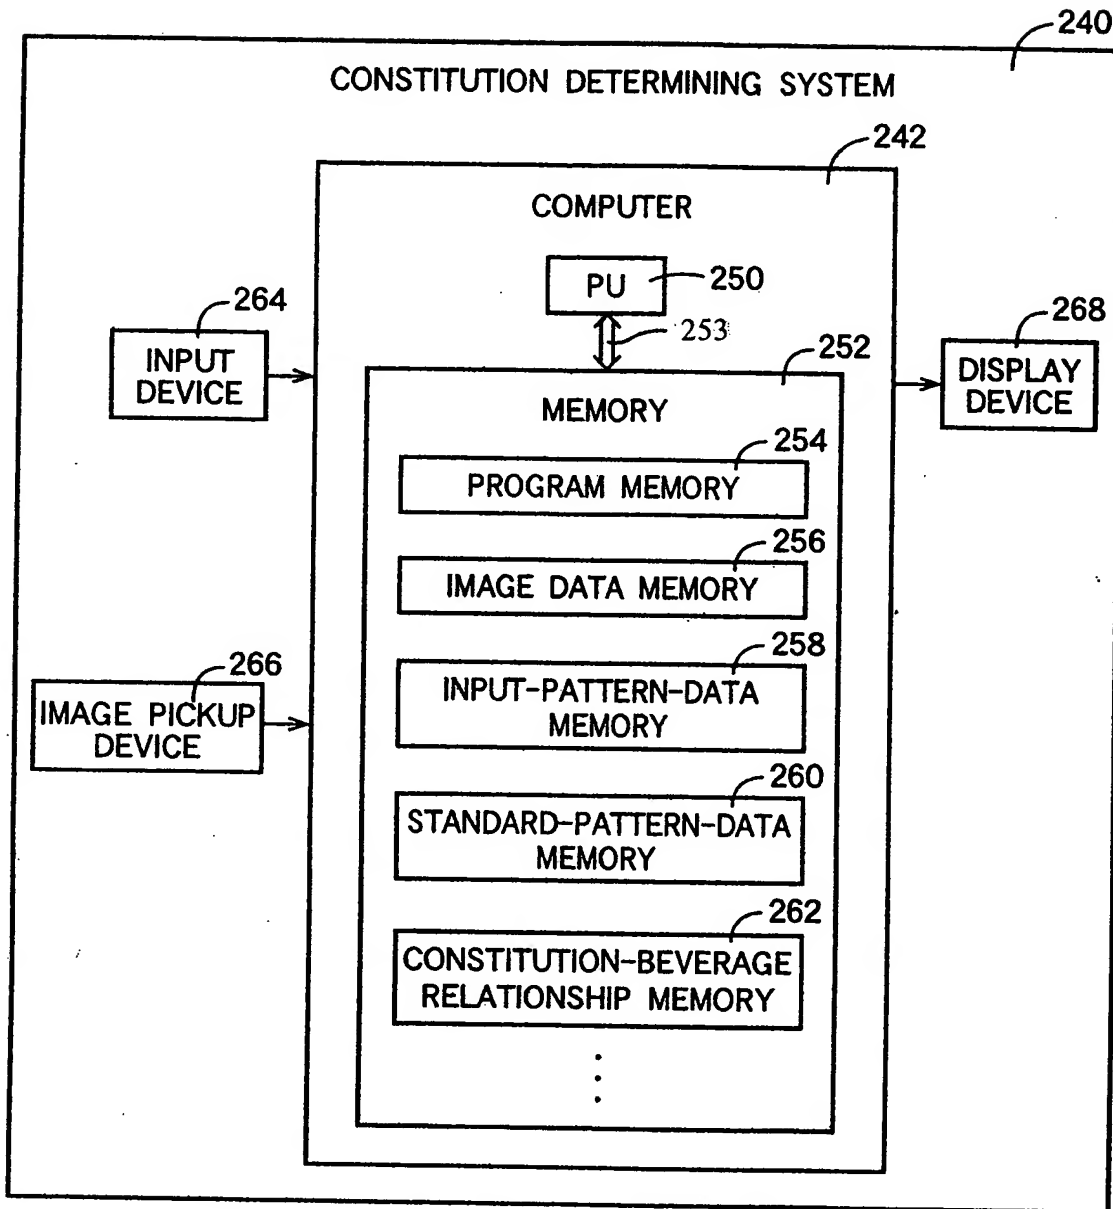 240
CONSTITUTION DETERMINING SYSTEM
242
COMPUTER
PU
250
253
264
INPUT
DEVICE
268
DISPLAY
DEVICE
252
MEMORY
254
PROGRAM MEMORY
256
IMAGE DATA MEMORY
258
INPUT-PATTERN-DATA
MEMORY
266
IMAGE PICKUP
DEVICE
260
STANDARD-PATTERN-DATA
MEMORY
262
CONSTITUTION-BEVERAGE
RELATIONSHIP MEMORY